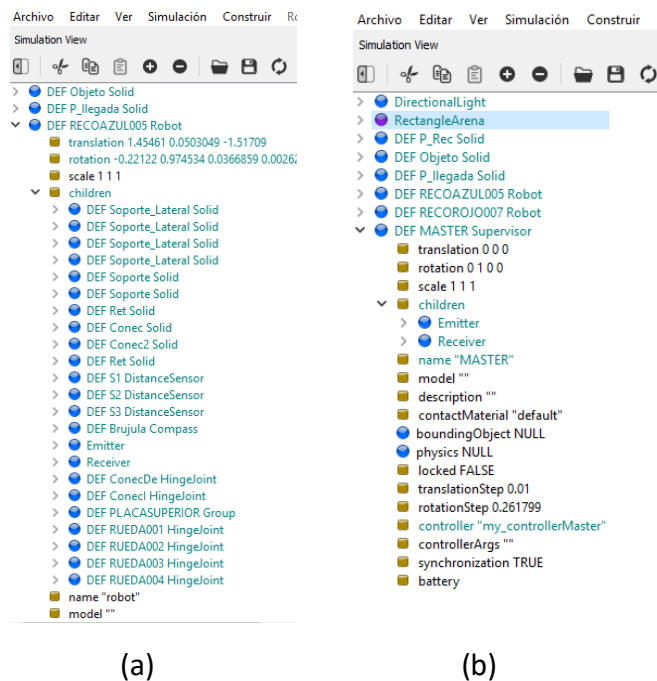 Archivo Editar Ver Simulación Construir
Simulation View
DEF Objeto Solid
DEF P_llegada Solid
DEF RECOAZUL005 Robot
translation 1.45461 0.0503049 -1.51709
rotation -0.22122 0.974534 0.0366859 0.00262
scale 1 1 1
children
DEF Soporte_Lateral Solid
DEF Soporte_Lateral Solid
DEF Soporte_Lateral Solid
DEF Soporte_Lateral Solid
DEF Soporte Solid
DEF Soporte Solid
DEF Ret Solid
DEF Conec Solid
DEF Conec2 Solid
DEF Ret Solid
DEF S1 DistanceSensor
DEF S2 DistanceSensor
DEF S3 DistanceSensor
DEF Brujula Compass
Emitter
Receiver
DEF ConecDe HingeJoint
DEF ConecI HingeJoint
DEF PLACASUPERIOR Group
DEF RUEDA001 HingeJoint
DEF RUEDA002 HingeJoint
DEF RUEDA003 HingeJoint
DEF RUEDA004 HingeJoint
name "robot"
model ""
(a)
Archivo Editar Ver Simulación Construir
Simulation View
DirectionalLight
RectangleArena
DEF P_Rec Solid
DEF Objeto Solid
DEF P_llegada Solid
DEF RECOAZUL005 Robot
DEF RECOROJO007 Robot
DEF MASTER Supervisor
translation 0 0 0
rotation 0 1 0 0
scale 1 1 1
children
Emitter
Receiver
name "MASTER"
model ""
description ""
contactMaterial "default"
boundingObject NULL
physics NULL
locked FALSE
translationStep 0.01
rotationStep 0.261799
controller "my_controllerMaster"
controllerArgs ""
synchronization TRUE
battery
(b)